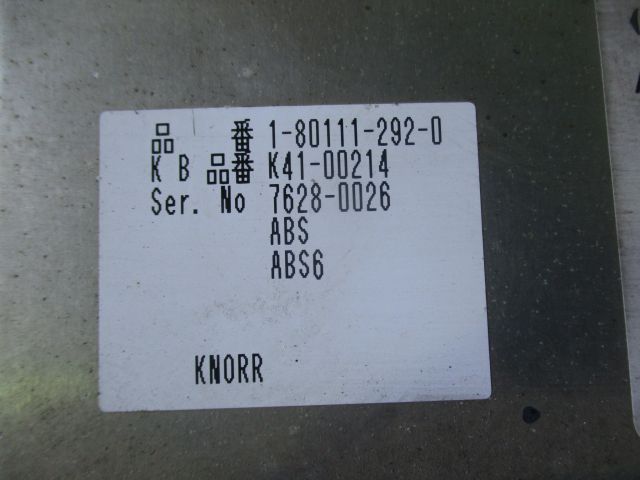 品 番 1-80111-292-0
K B 品番 K41-00214
Ser. No 7628-0026
ABS
ABS6
KNORR